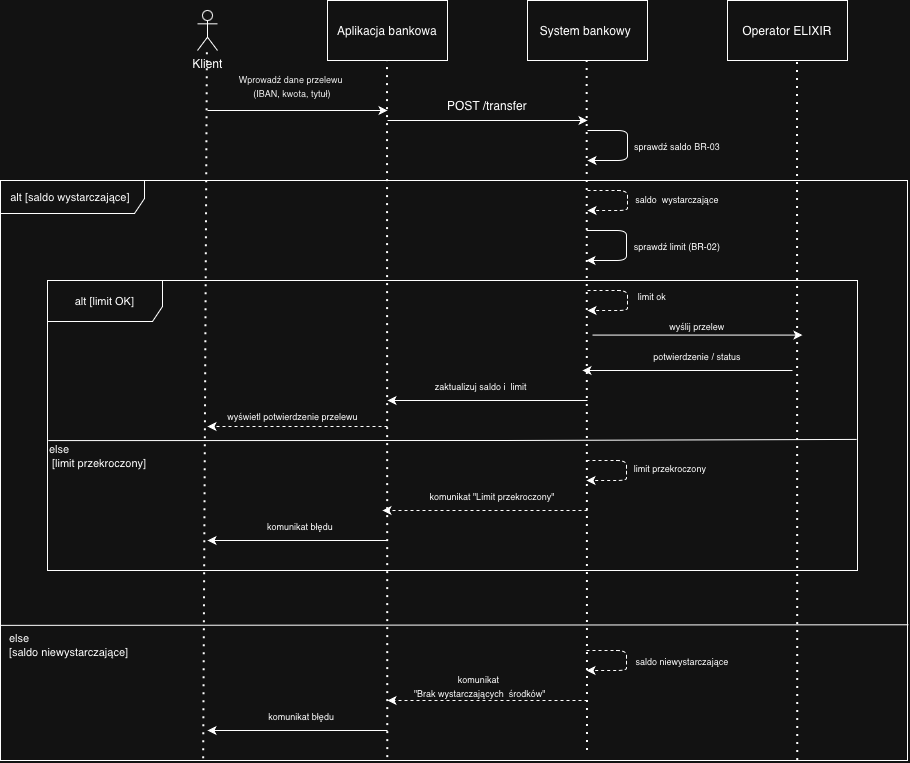 Klient
Aplikacja bankowa
System bankowy
Operator ELIXIR
Wprowadź dane przelewu
(IBAN, kwota, tytuł)
POST /transfer
sprawdź saldo BR-03
alt [saldo wystarczające]
saldo wystarczające
sprawdź limit (BR-02)
alt [limit OK]
limit ok
wyślij przelew
potwierdzenie / status
zaktualizuj saldo i limit
wyświetl potwierdzenie przelewu
else
[limit przekroczony]
limit przekroczony
komunikat "Limit przekroczony"
komunikat błędu
else
[saldo niewystarczające]
saldo niewystarczające
komunikat
"Brak wystarczających środków"
komunikat błędu